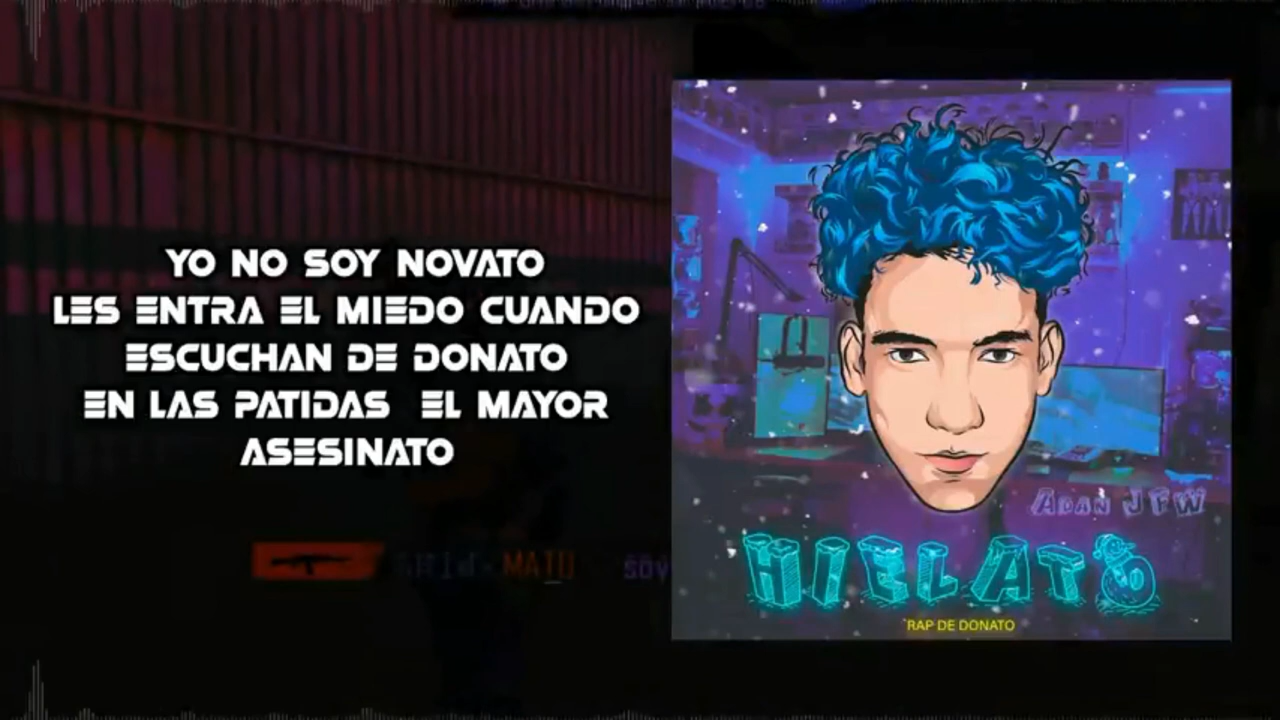 YO NO SOY NOVATO
LES ENTRA EL MIEDO CUANDO
ESCUCHAN DE DONATO
EN LAS PATIDAS EL MAYOR
ASESINATO
ADAN JFW
HIELATO
RAP DE DONATO
MATO